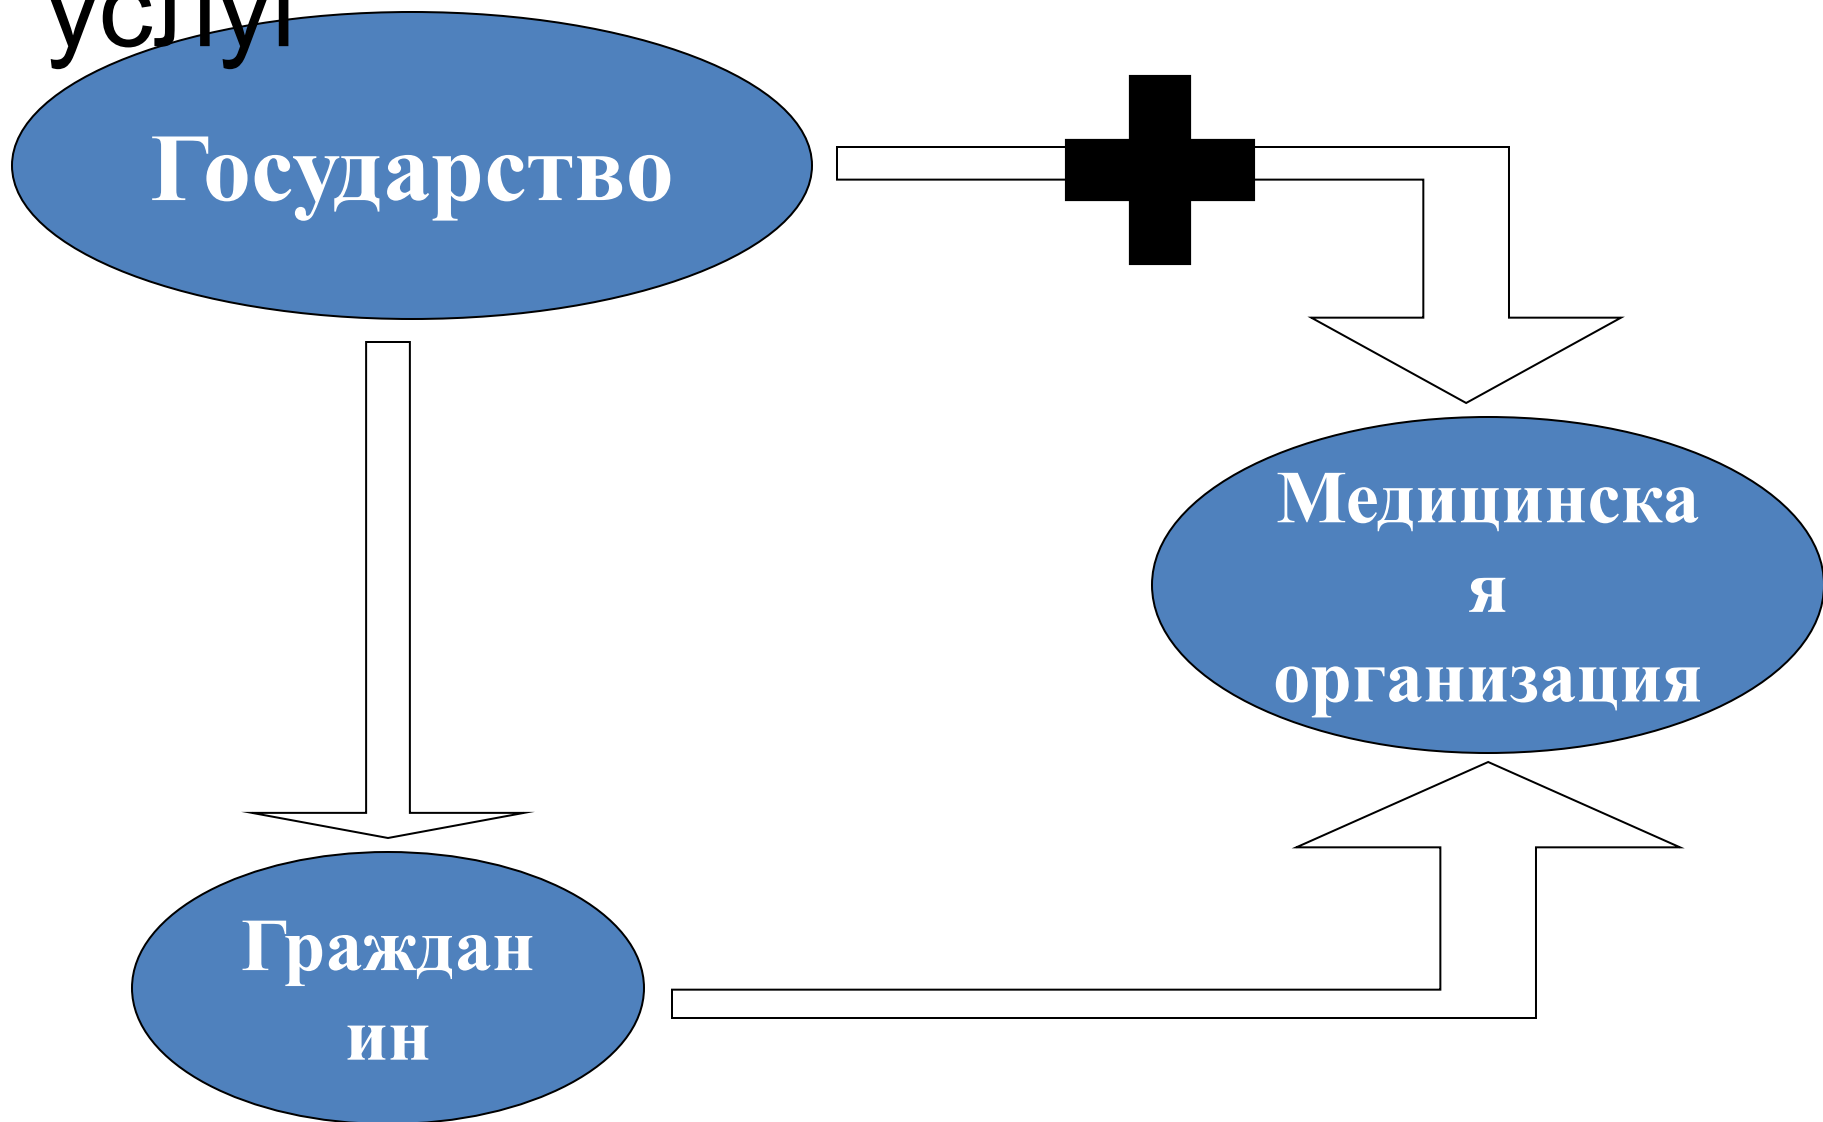 услуг
Государство
Медицинска
я
организация
Граждан
ин